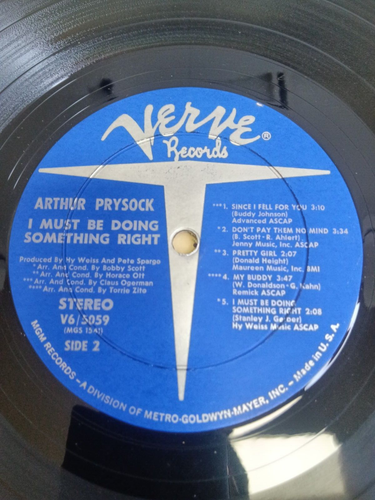 VERVE®
Records
ARTHUR PRYSOCK
I MUST BE DOING
SOMETHING RIGHT
Produced By Hy Weiss And Pete Spargo
*Arr. And Cond. By Bobby Scott
**Arr. And Cond. By Horace Ott
***Arr. And Cond. By Claus Ogerman
****Arr. And Cond. By Torrie Zito
STEREO
V6/5059
SIDE 2
***1. SINCE I FELL FOR YOU 3:10
(Buddy Johnson)
Advanced ASCAP
*2. DON'T PAY THEM NO MIND 3:34
(B. Scott - R. Ahlert)
Jenny Music, Inc. ASCAP
**3. PRETTY GIRL 2:07
(Donald Height)
Maureen Music, Inc. BMI
****4. MY BUDDY 3:47
(W. Donaldson - G. Kahn)
Remick ASCAP
5. I MUST BE DOING
SOMETHING RIGHT 2:08
(Stanley J.
Hy Weiss Music ASCAP
MGM RECORDS - A DIVISION OF METRO-GOLDWYN-MAYER, INC. - Made in U.S.A.